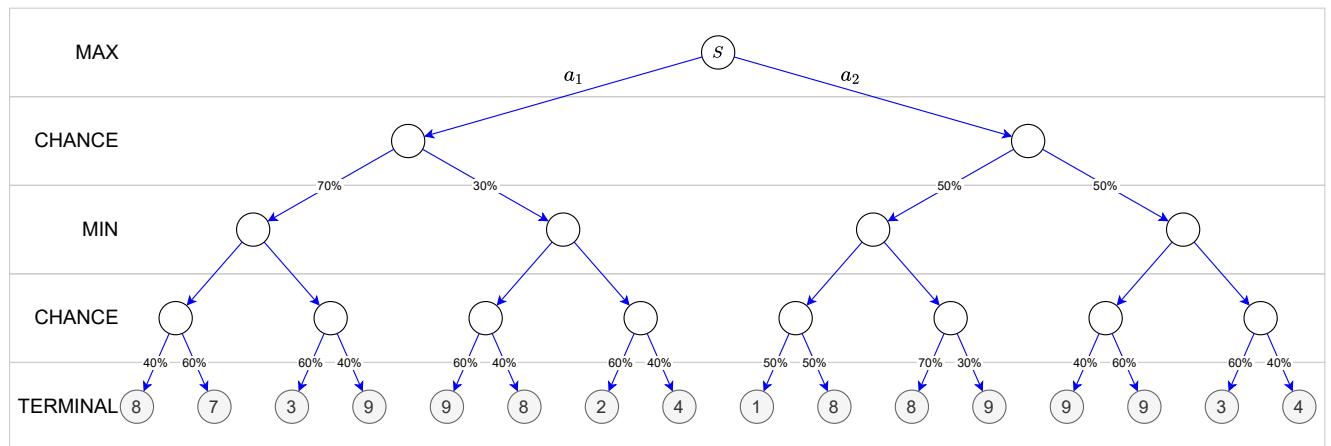 MAX S
a₁ a₂
CHANCE
70% 30% 50% 50%
MIN
CHANCE
40% 60% 60% 40% 60% 40% 60% 40% 50% 50% 70% 30% 40% 60% 60% 40%
TERMINAL 8 7 3 9 9 8 2 4 1 8 8 9 9 9 3 4